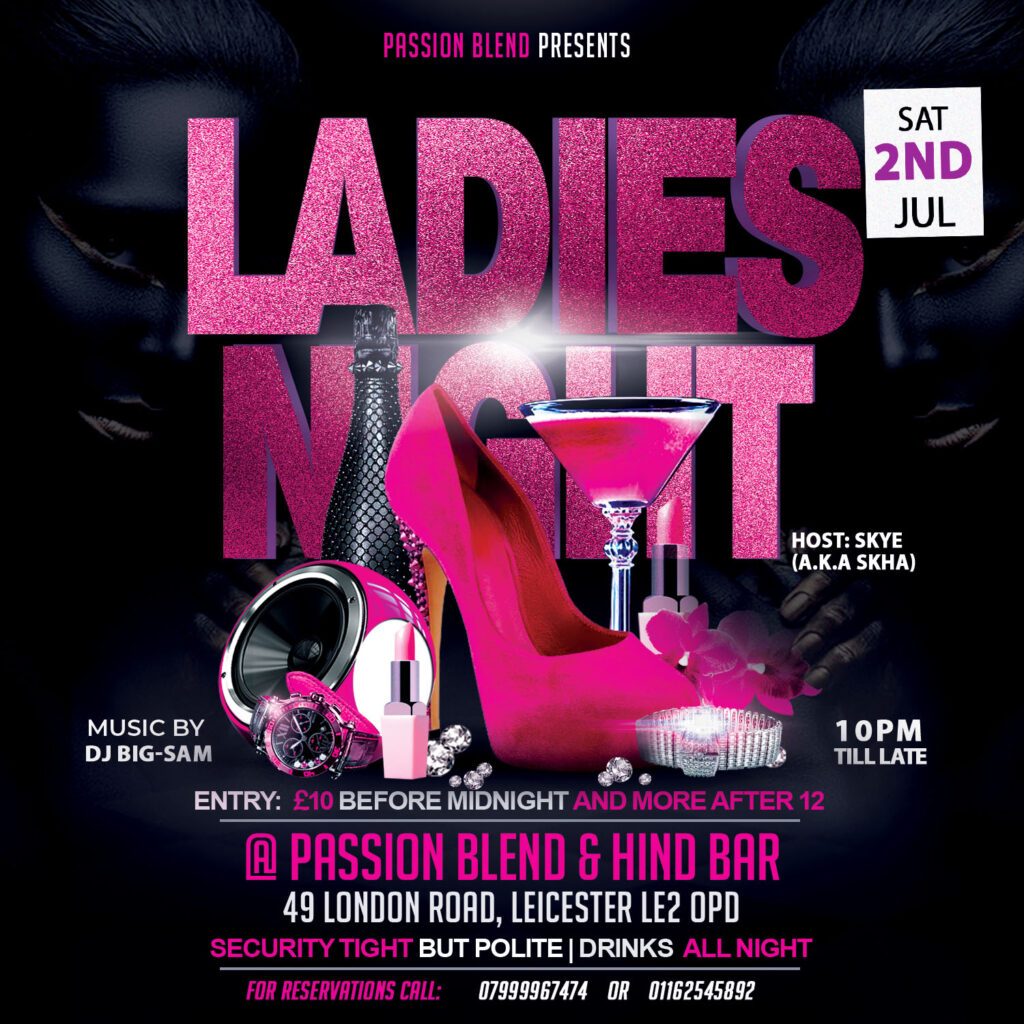 PASSION BLEND PRESENTS
LADIES
NIGHT
SAT
2ND
JUL
HOST: SKYE
(A.K.A SKHA)
MUSIC BY
DJ BIG-SAM
10PM
TILL LATE
ENTRY: £10 BEFORE MIDNIGHT AND MORE AFTER 12
@ PASSION BLEND & HIND BAR
49 LONDON ROAD, LEICESTER LE2 0PD
SECURITY TIGHT BUT POLITE | DRINKS ALL NIGHT
FOR RESERVATIONS CALL: 07999967474 OR 01162545892